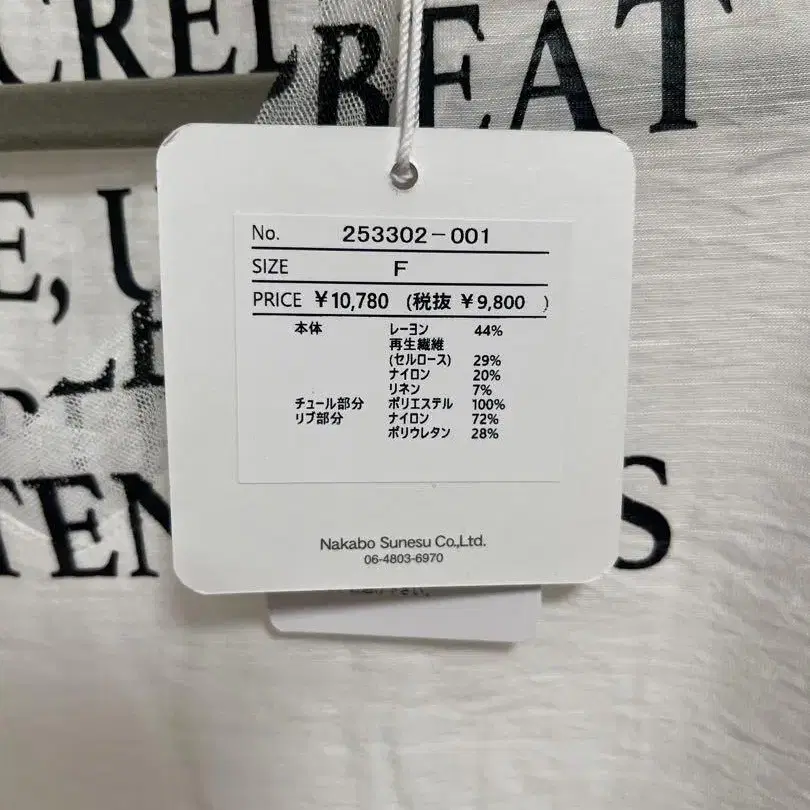 CREL
BEAT
E, U
TEN
S
No. 253302-001
SIZE F
PRICE ¥10,780 (税抜 ¥9,800 )
本体 レーヨン 44%
再生繊維
(セルロース) 29%
ナイロン 20%
リネン 7%
チュール部分 ポリエステル 100%
リブ部分 ナイロン 72%
ポリウレタン 28%
Nakabo Sunesu Co.,Ltd.
06-4803-6970